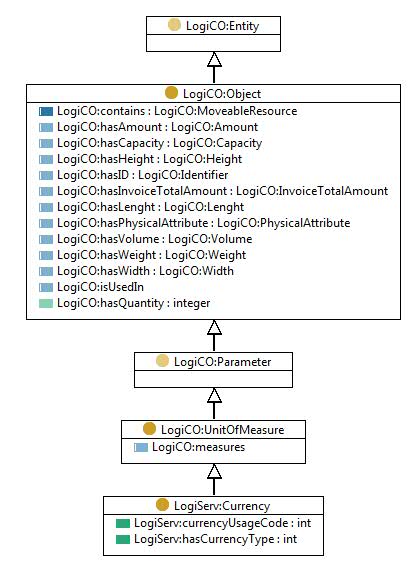 LogiCO:Entity
LogiCO:Object
LogiCO:contains : LogiCO:MoveableResource
LogiCO:hasAmount : LogiCO:Amount
LogiCO:hasCapacity : LogiCO:Capacity
LogiCO:hasHeight : LogiCO:Height
LogiCO:hasID : LogiCO:Identifier
LogiCO:hasInvoiceTotalAmount : LogiCO:InvoiceTotalAmount
LogiCO:hasLenght : LogiCO:Lenght
LogiCO:hasPhysicalAttribute : LogiCO:PhysicalAttribute
LogiCO:hasVolume : LogiCO:Volume
LogiCO:hasWeight : LogiCO:Weight
LogiCO:hasWidth : LogiCO:Width
LogiCO:isUsedIn
LogiCO:hasQuantity : integer
LogiCO:Parameter
LogiCO:UnitOfMeasure
LogiCO:measures
LogiServ:Currency
LogiServ:currencyUsageCode : int
LogiServ:hasCurrencyType : int